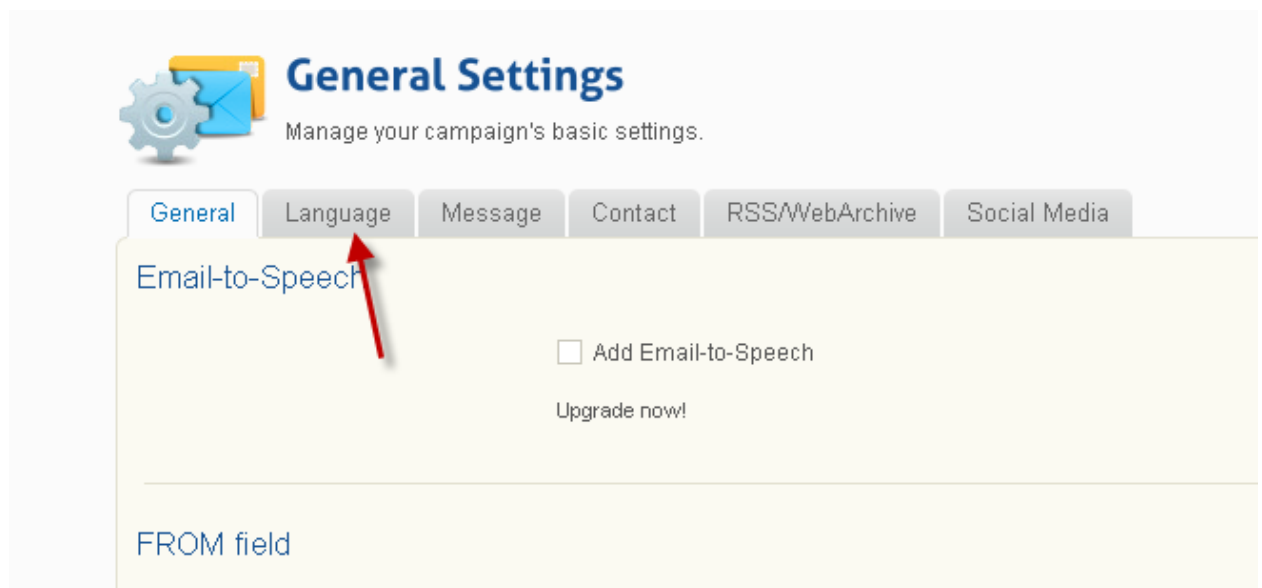 General Settings
Manage your campaign's basic settings.
General Language Message Contact RSS/WebArchive Social Media
Email-to-Speech
Add Email-to-Speech
Upgrade now!
FROM field